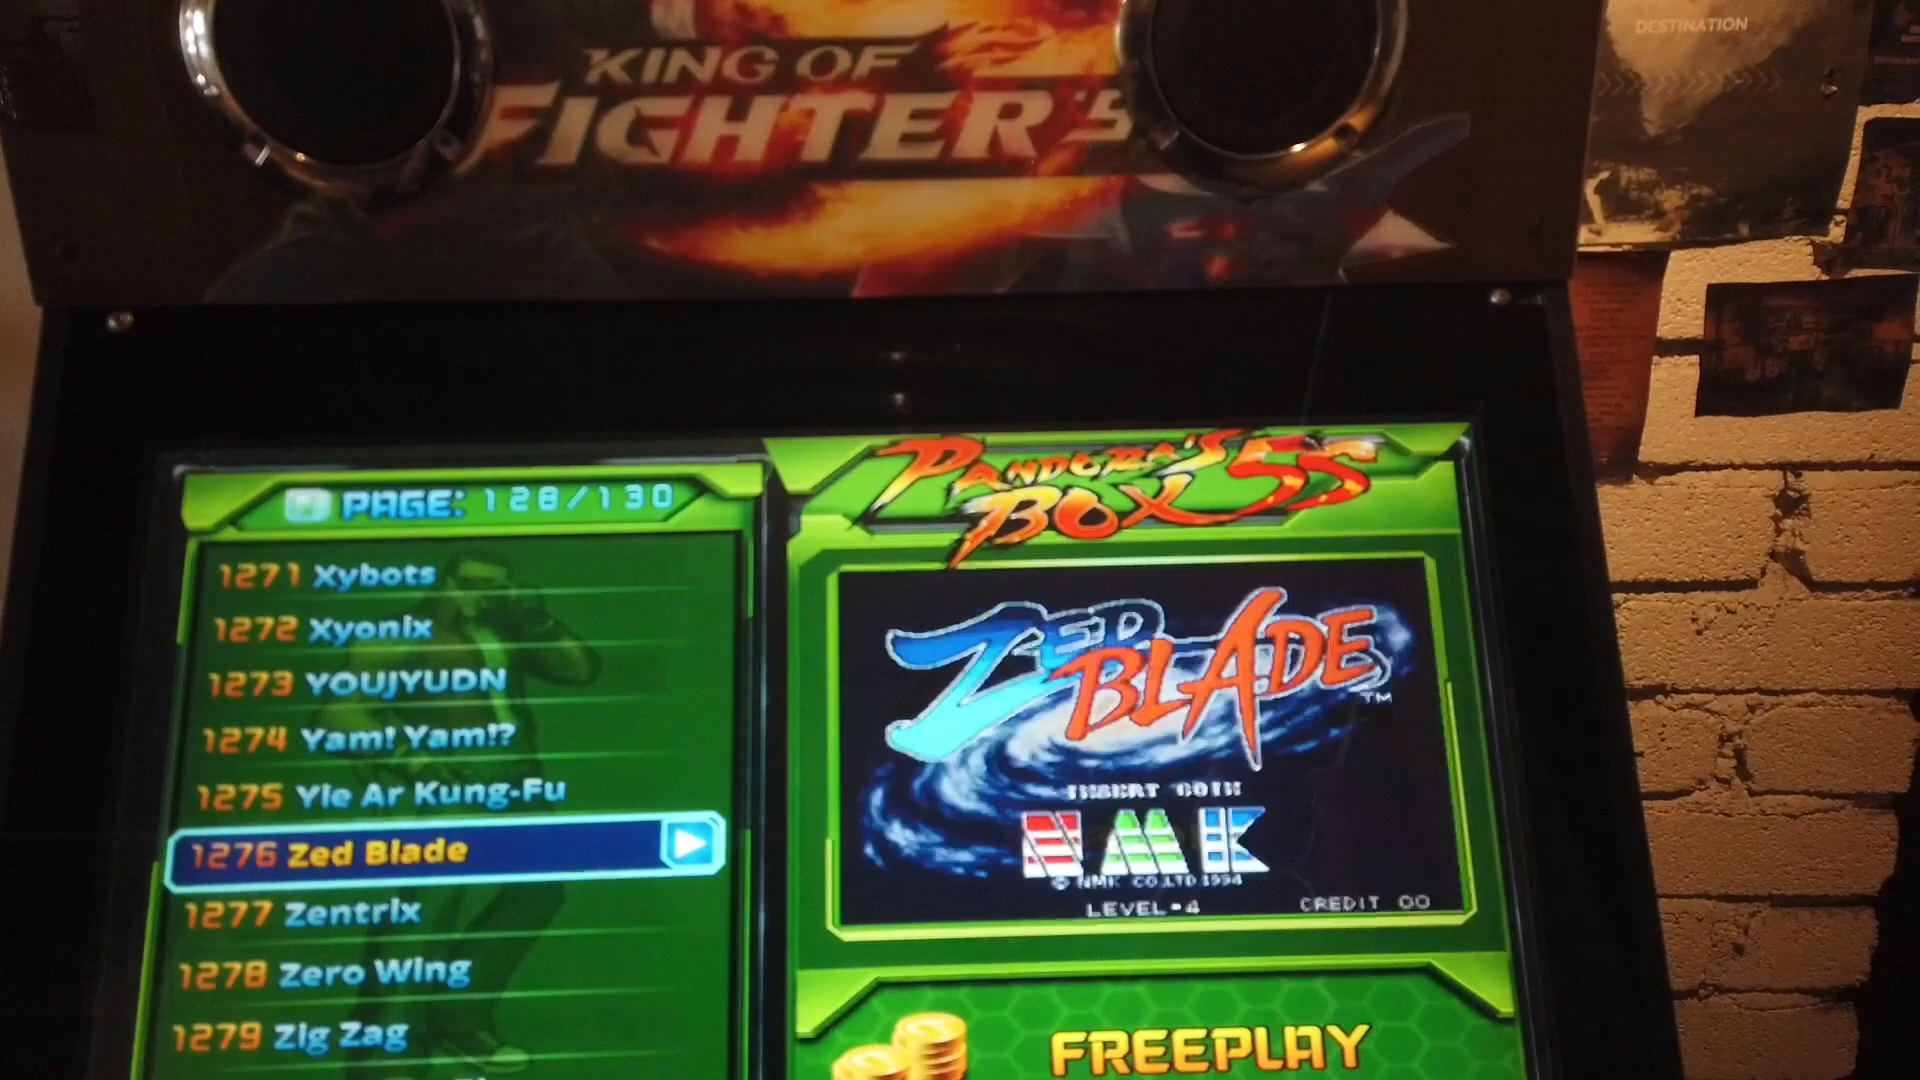 DESTINATION
KING OF
FIGHTER'S
PAGE: 128/130
1271 Xybots
1272 Xyonix
1273 YOUJYUDN
1274 Yam! Yam!?
1275 Yie Ar Kung-Fu
1276 Zed Blade
1277 Zentrix
1278 Zero Wing
1279 Zig Zag
PANDORA'S
BOX 5S
ZED
BLADE
TM
INSERT COIN
NMK
© NMK CO.LTD 1994
LEVEL-4
CREDIT 00
FREEPLAY